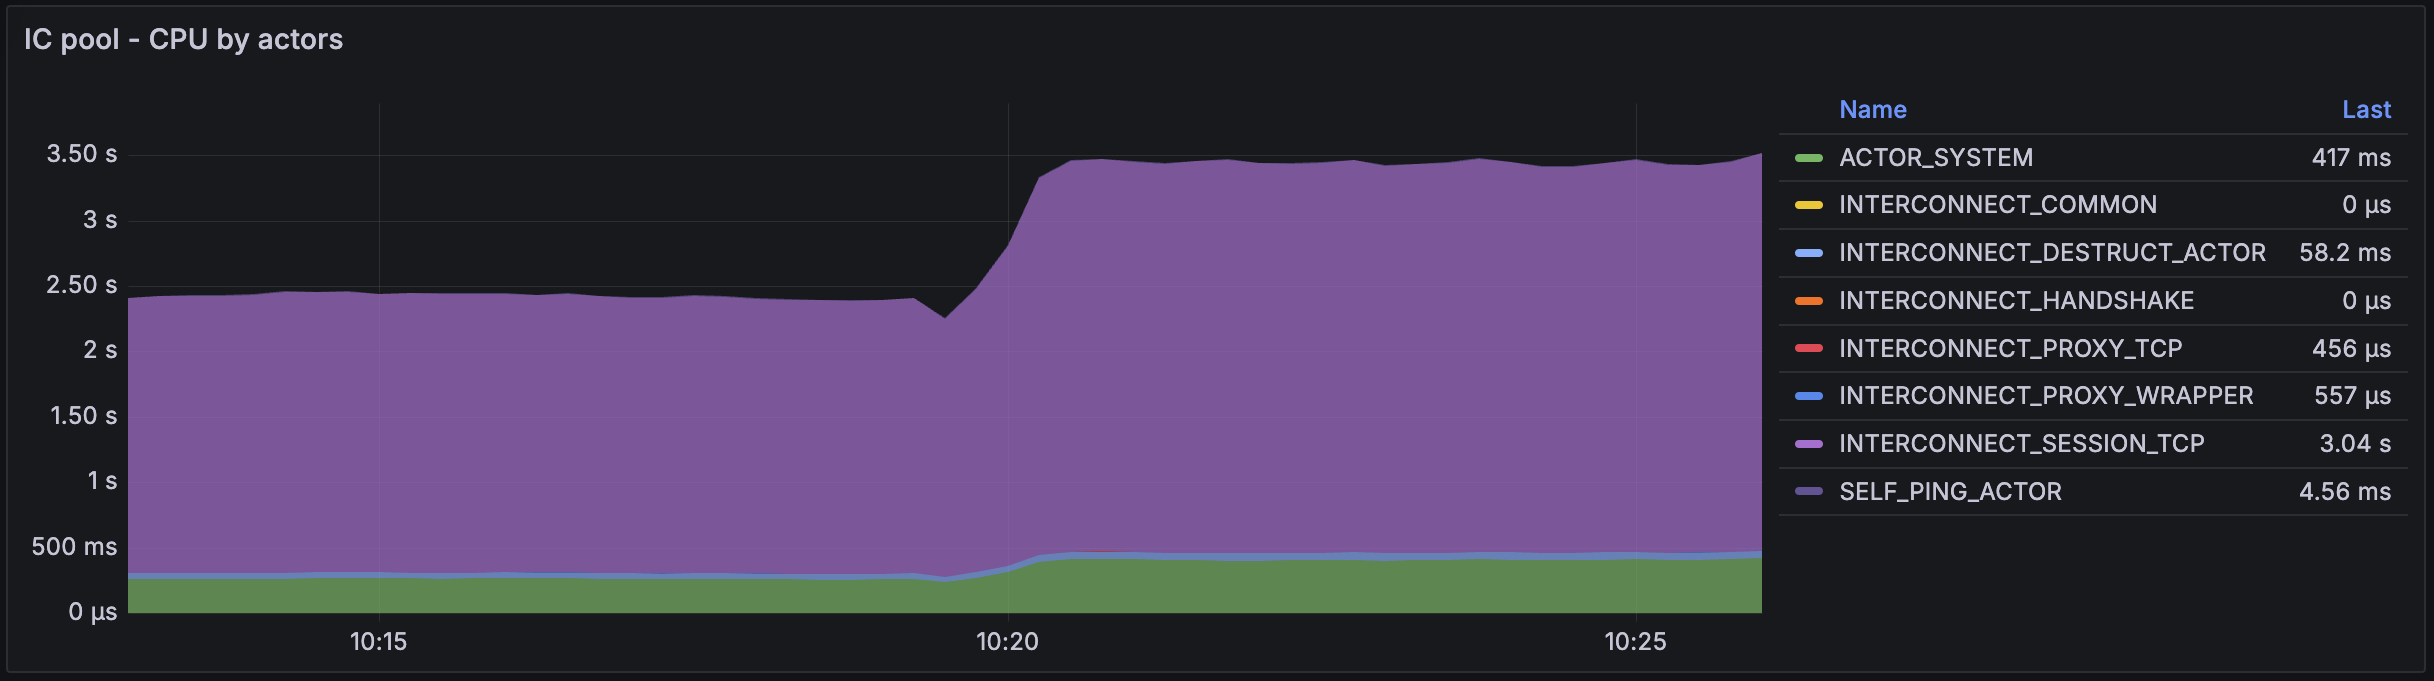 IC pool - CPU by actors
3.50 s
3 s
2.50 s
2 s
1.50 s
1 s
500 ms
0 µs
10:15 10:20 10:25
Name Last
ACTOR_SYSTEM 417 ms
INTERCONNECT_COMMON 0 µs
INTERCONNECT_DESTRUCT_ACTOR 58.2 ms
INTERCONNECT_HANDSHAKE 0 µs
INTERCONNECT_PROXY_TCP 456 µs
INTERCONNECT_PROXY_WRAPPER 557 µs
INTERCONNECT_SESSION_TCP 3.04 s
SELF_PING_ACTOR 4.56 ms